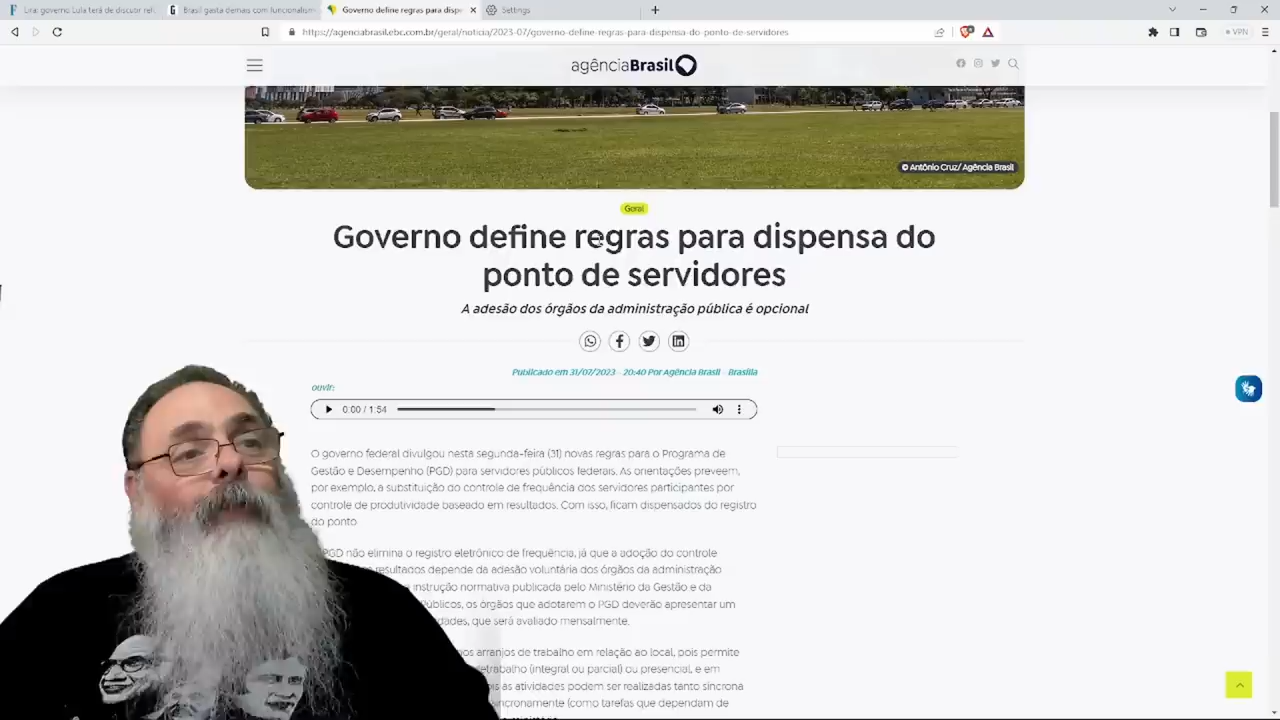 Lira: governo Lula terá de discutir ref
Brasil gasta demais com funcionalism
Governo define regras para dispe
Settings
https://agenciabrasil.ebc.com.br/geral/noticia/2023-07/governo-define-regras-para-dispensa-do-ponto-de-servidores
VPN
agênciaBrasil
© Antônio Cruz/ Agência Brasil
Geral
Governo define regras para dispensa do
ponto de servidores
A adesão dos órgãos da administração pública é opcional
Publicado em 31/07/2023 - 20:40 Por Agência Brasil - Brasília
ouvir:
0:00 / 1:54
O governo federal divulgou nesta segunda-feira (31) novas regras para o Programa de
Gestão e Desempenho (PGD) para servidores públicos federais. As orientações preveem,
por exemplo, a substituição do controle de frequência dos servidores participantes por
controle de produtividade baseado em resultados. Com isso, ficam dispensados do registro
do ponto
PGD não elimina o registro eletrônico de frequência, já que a adoção do controle
resultados depende da adesão voluntária dos órgãos da administração
instrução normativa publicada pelo Ministério da Gestão e da
Públicos, os órgãos que adotarem o PGD deverão apresentar um
dades, que será avaliado mensalmente.
arranjos de trabalho em relação ao local, pois permite
teletrabalho (integral ou parcial) ou presencial, e em
as atividades podem ser realizadas tanto síncrona
sincronamente (como tarefas que dependam de